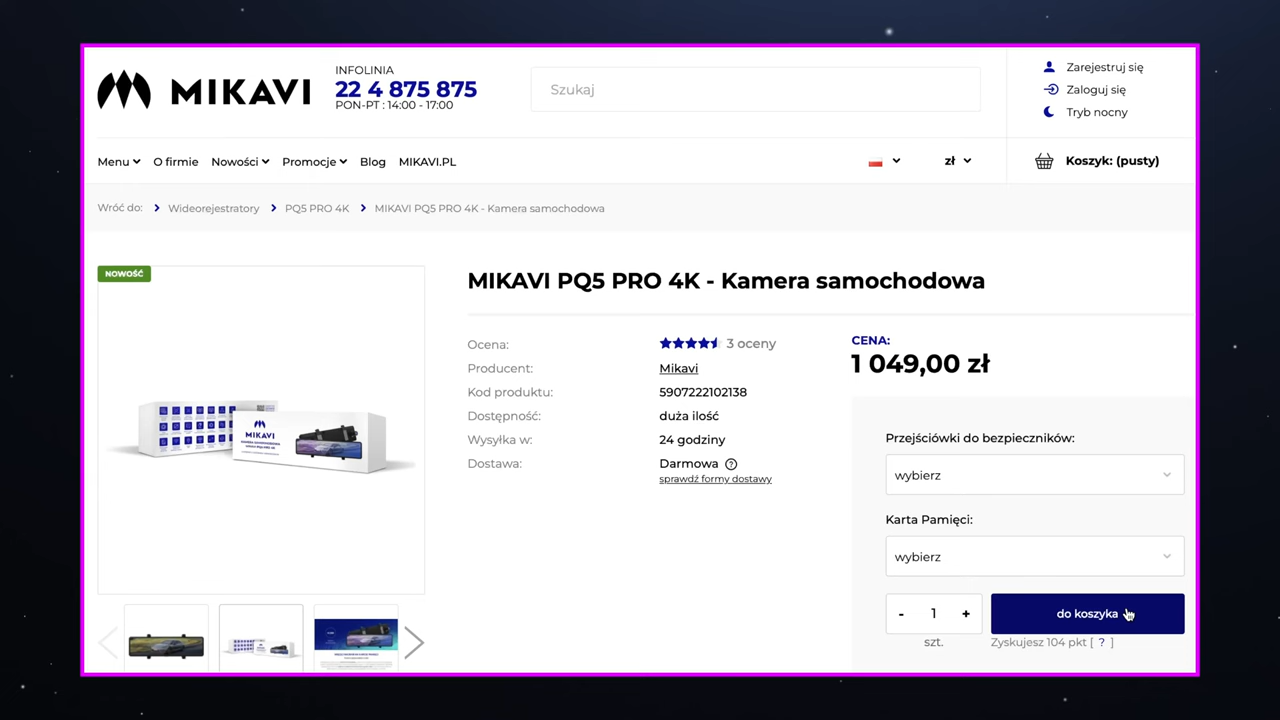 MIKAVI
INFOLINIA
22 4 875 875
PON-PT : 14:00 - 17:00
Szukaj
Zarejestruj się
Zaloguj się
Tryb nocny
Menu
O firmie
Nowości
Promocje
Blog
MIKAVI.PL
zł
Koszyk: (pusty)
Wróć do:
Wideorejestratory
PQ5 PRO 4K
MIKAVI PQ5 PRO 4K - Kamera samochodowa
NOWOŚĆ
MIKAVI
MIKAVI PQ5 PRO 4K - Kamera samochodowa
Ocena:
3 oceny
Producent:
Mikavi
Kod produktu:
5907222102138
Dostępność:
duża ilość
Wysyłka w:
24 godziny
Dostawa:
Darmowa ?
sprawdź formy dostawy
CENA:
1 049,00 zł
Przejściówki do bezpieczników:
wybierz
Karta Pamięci:
wybierz
- 1 +
szt.
do koszyka
Zyskujesz 104 pkt [ ? ]